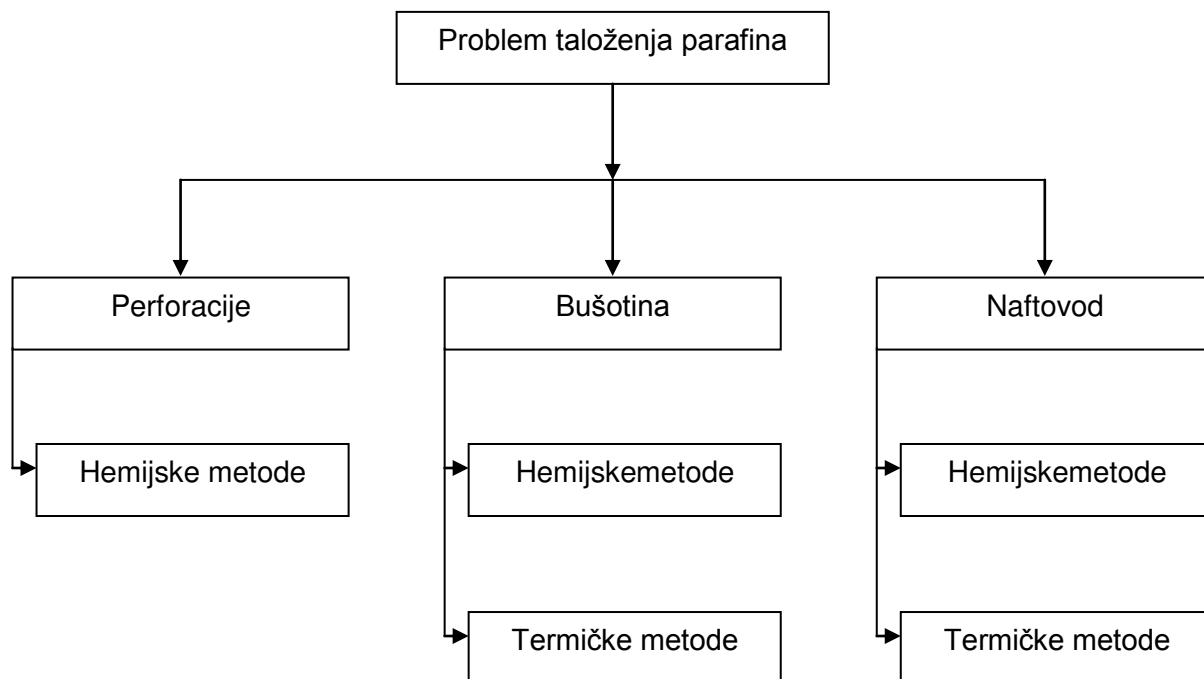 Problem taloženja parafina
Perforacije
Bušotina
Naftovod
Hemijske metode
Hemijskemetode
Hemijskemetode
Termičke metode
Termičke metode